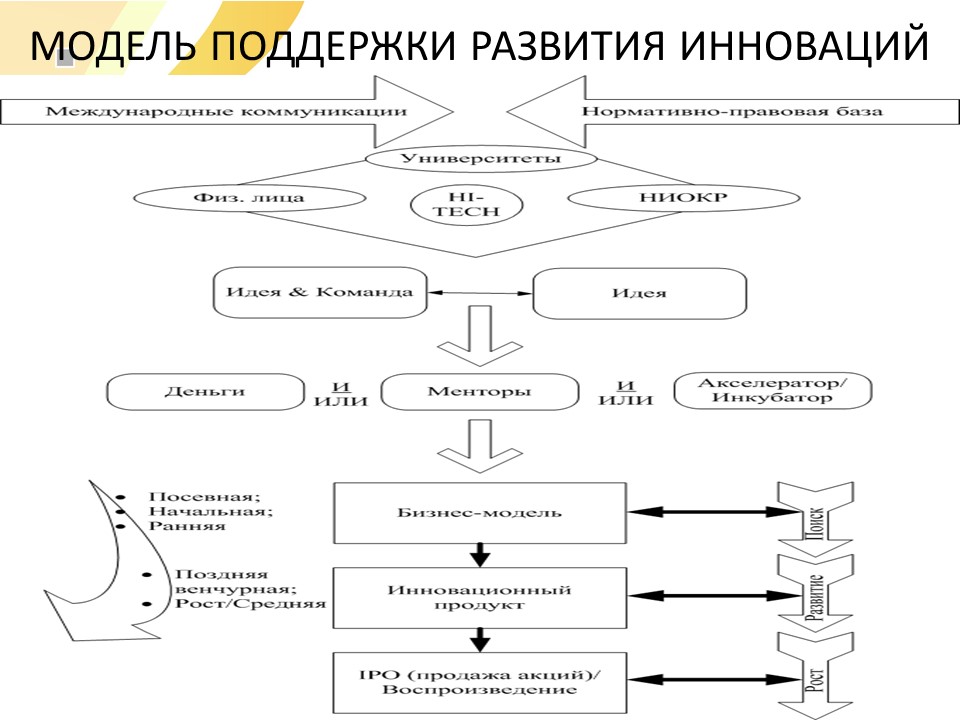 МОДЕЛЬ ПОДДЕРЖКИ РАЗВИТИЯ ИННОВАЦИЙ
Международные коммуникации
Нормативно-правовая база
Университеты
Физ. лица
HI-
TECH
НИОКР
Идея & Команда
Идея
Деньги
И
ИЛИ
Менторы
И
ИЛИ
Акселератор/
Инкубатор
• Посевная;
• Начальная;
• Ранняя
• Поздняя
венчурная;
• Рост/Средняя
Бизнес-модель
Поиск
Инновационный
продукт
Развитие
IPO (продажа акций)/
Воспроизведение
Рост